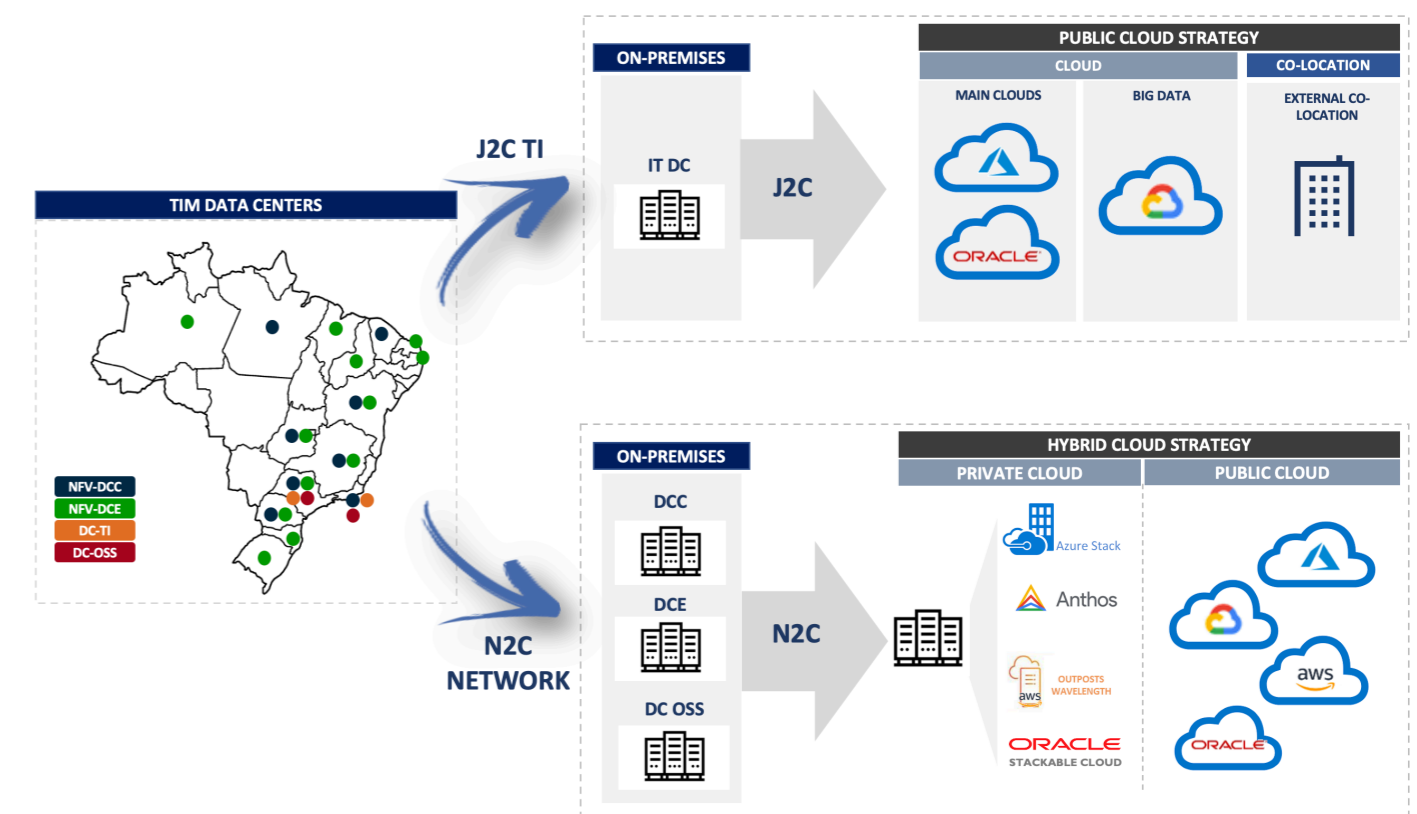 PUBLIC CLOUD STRATEGY
ON-PREMISES
CLOUD
CO-LOCATION
MAIN CLOUDS
BIG DATA
EXTERNAL CO-
LOCATION
J2C TI
IT DC
J2C
ORACLE
TIM DATA CENTERS
NFV-DCC
NFV-DCE
DC-TI
DC-OSS
N2C
NETWORK
HYBRID CLOUD STRATEGY
ON-PREMISES
PRIVATE CLOUD
PUBLIC CLOUD
DCC
DCE
DC OSS
N2C
Azure Stack
Anthos
aws
OUTPOSTS
WAVELENGTH
ORACLE
STACKABLE CLOUD
aws
ORACLE